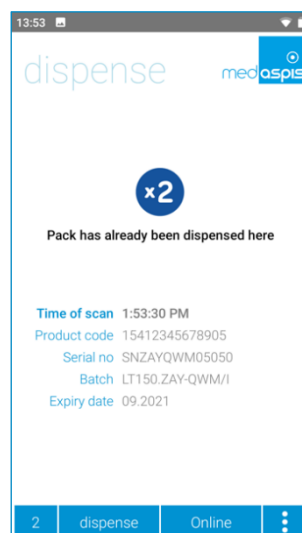 13:53
dispense
medaspis
x2
Pack has already been dispensed here
Time of scan 1:53:30 PM
Product code 15412345678905
Serial no SNZAYQWM05050
Batch LT150.ZAY-QWM/I
Expiry date 09.2021
2 dispense Online